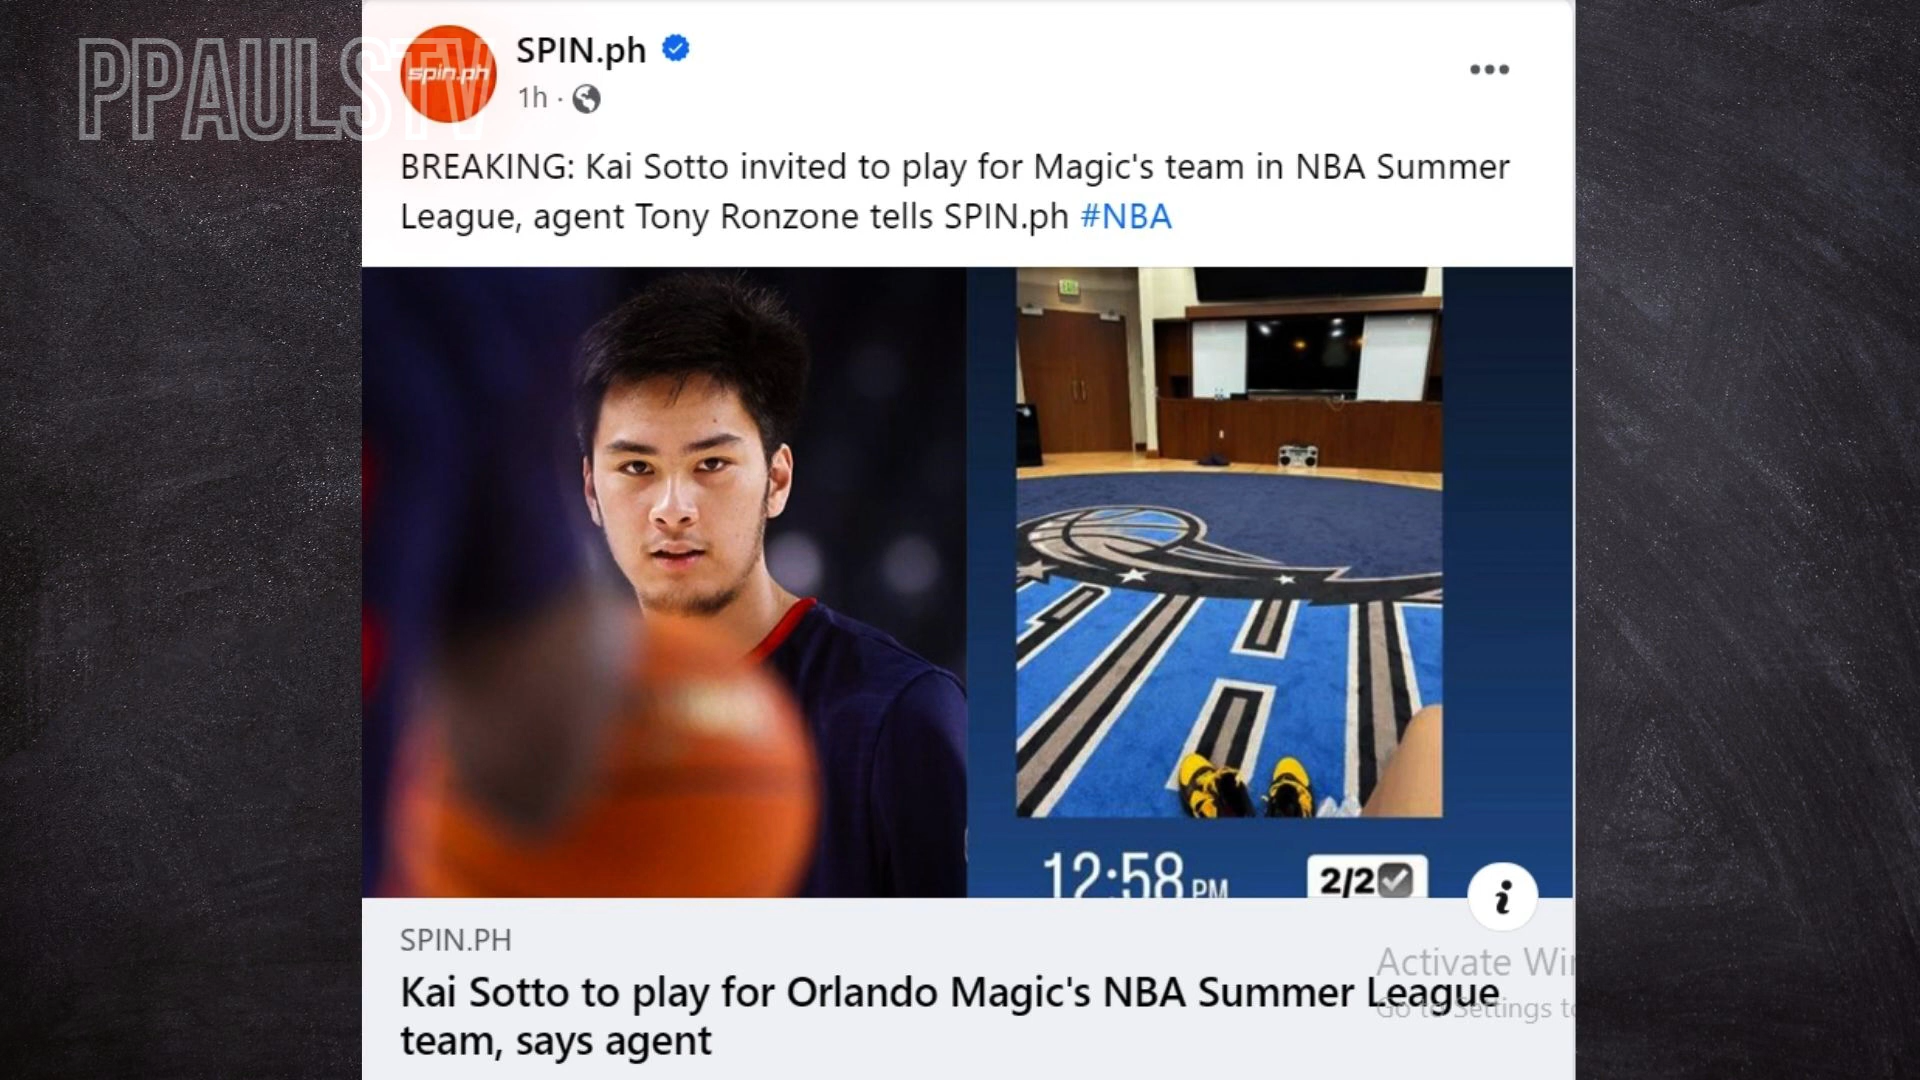 PPAULSTV
spin.ph
SPIN.ph
1h ·
BREAKING: Kai Sotto invited to play for Magic's team in NBA Summer
League, agent Tony Ronzone tells SPIN.ph #NBA
EXIT
12:58 PM
2/2
SPIN.PH
Kai Sotto to play for Orlando Magic's NBA Summer League
team, says agent
Activate Wi
Go to Settings to